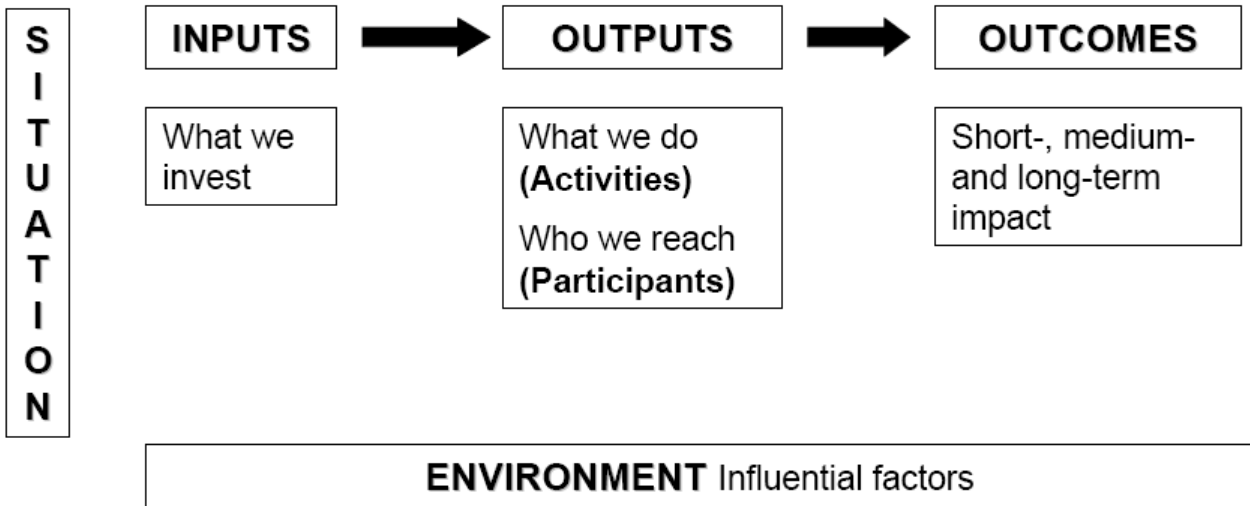 SITUATION
INPUTS
OUTPUTS
OUTCOMES
What we
invest
What we do
(Activities)
Who we reach
(Participants)
Short-, medium-
and long-term
impact
ENVIRONMENT Influential factors